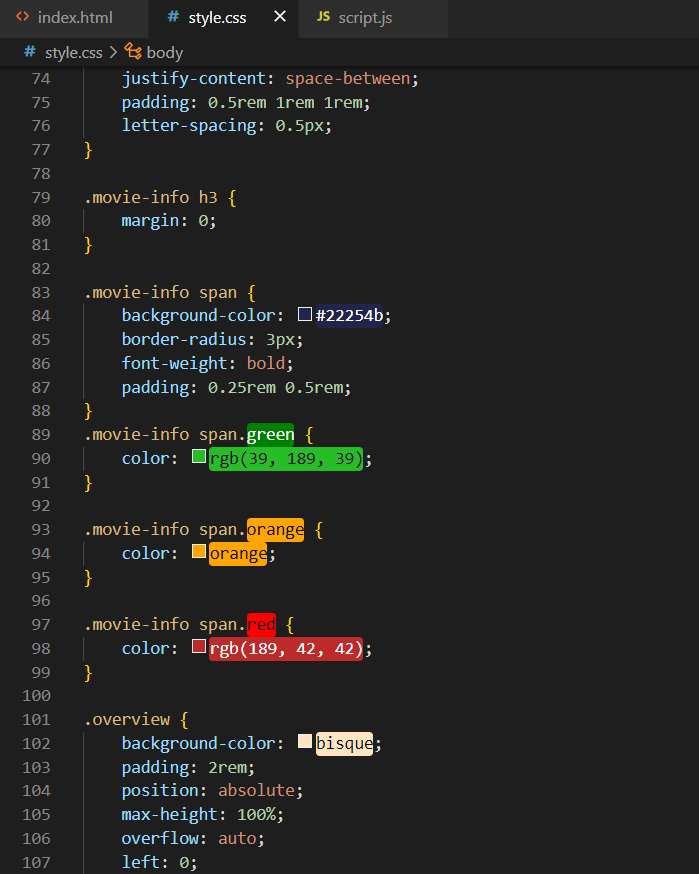 <> index.html # style.css × JS script.js
# style.css > body
74 justify-content: space-between;
75 padding: 0.5rem 1rem 1rem;
76 letter-spacing: 0.5px;
77 }
78
79 .movie-info h3 {
80 margin: 0;
81 }
82
83 .movie-info span {
84 background-color: #22254b;
85 border-radius: 3px;
86 font-weight: bold;
87 padding: 0.25rem 0.5rem;
88 }
89 .movie-info span.green {
90 color: rgb(39, 189, 39);
91 }
92
93 .movie-info span.orange {
94 color: orange;
95 }
96
97 .movie-info span.red {
98 color: rgb(189, 42, 42);
99 }
100
101 .overview {
102 background-color: bisque;
103 padding: 2rem;
104 position: absolute;
105 max-height: 100%;
106 overflow: auto;
107 left: 0;